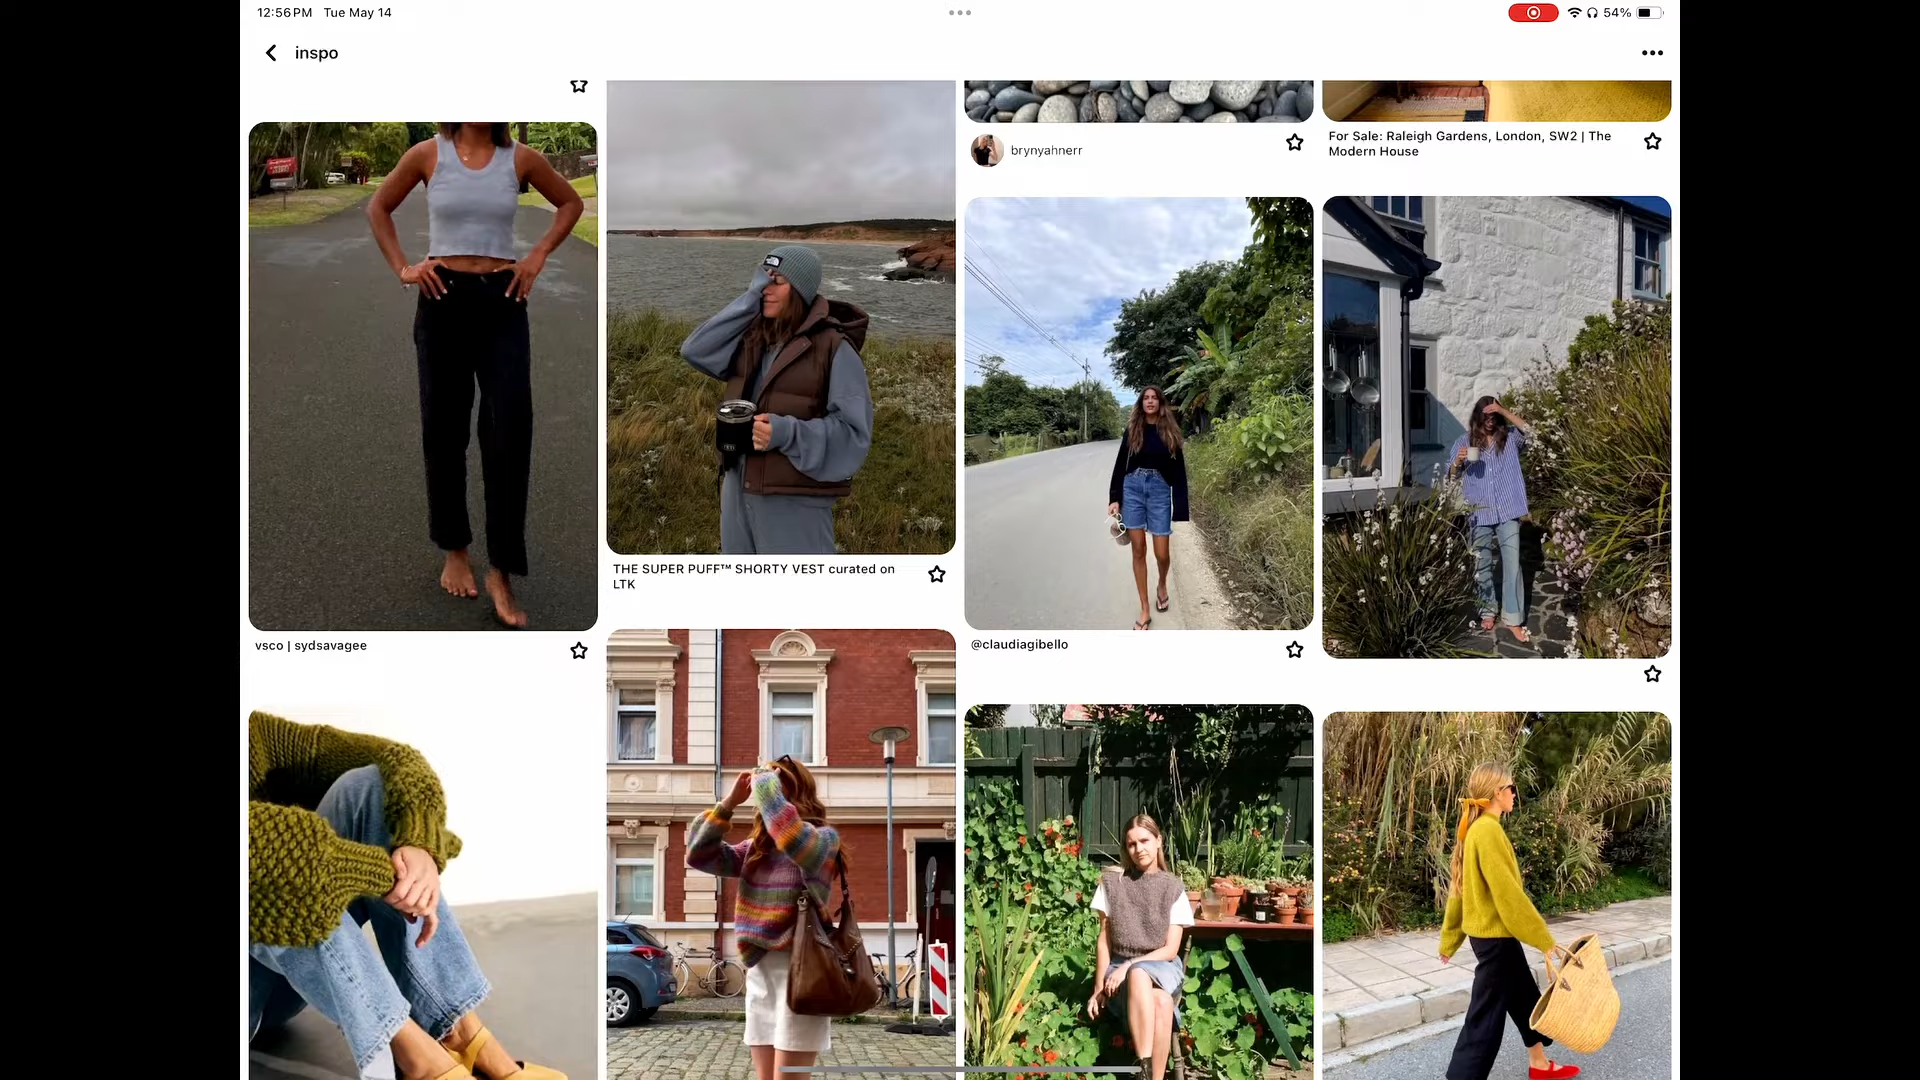 12:56 PM Tue May 14
54%
inspo
brynyahnerr
For Sale: Raleigh Gardens, London, SW2 | The
Modern House
THE SUPER PUFF™ SHORTY VEST curated on
LTK
vsco | sydsavagee
@claudiagibello